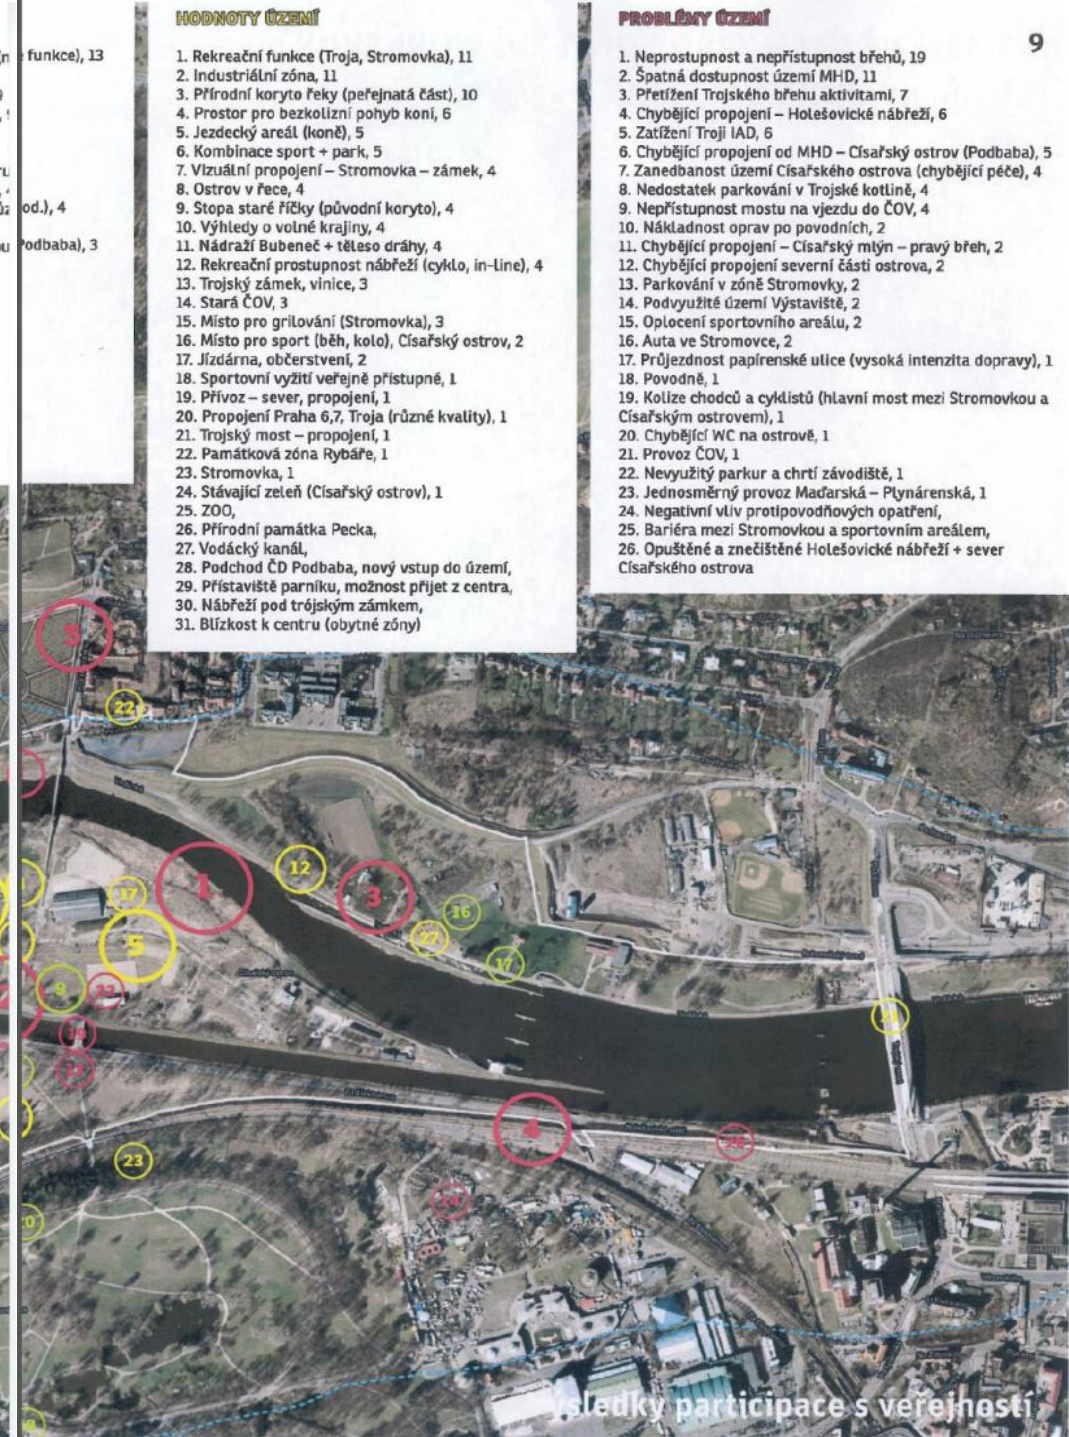 funkce), 13
od.), 4
Podbaba), 3
HODNOTY ÚZEMÍ
1. Rekreační funkce (Troja, Stromovka), 11
2. Industriální zóna, 11
3. Přírodní koryto řeky (peřejnatá část), 10
4. Prostor pro bezkolizní pohyb koní, 6
5. Jezdecký areál (koně), 5
6. Kombinace sport + park, 5
7. Vizuální propojení – Stromovka – zámek, 4
8. Ostrov v řece, 4
9. Stopa staré říčky (původní koryto), 4
10. Výhledy o volné krajiny, 4
11. Nádraží Bubeneč + těleso dráhy, 4
12. Rekreační prostupnost nábřeží (cyklo, in-line), 4
13. Trojský zámek, vinice, 3
14. Stará ČOV, 3
15. Místo pro grilování (Stromovka), 3
16. Místo pro sport (běh, kolo), Císařský ostrov, 2
17. Jízdárna, občerstvení, 2
18. Sportovní vyžití veřejně přístupné, 1
19. Přívoz – sever, propojení, 1
20. Propojení Praha 6,7, Troja (různé kvality), 1
21. Trojský most – propojení, 1
22. Památková zóna Rybáře, 1
23. Stromovka, 1
24. Stávající zeleň (Císařský ostrov), 1
25. ZOO,
26. Přírodní památka Pecka,
27. Vodácký kanál,
28. Podchod ČD Podbaba, nový vstup do území,
29. Přístaviště parníku, možnost přijet z centra,
30. Nábřeží pod trójským zámkem,
31. Blízkost k centru (obytné zóny)
PROBLÉMY ÚZEMÍ
9
1. Neprostupnost a nepřístupnost břehů, 19
2. Špatná dostupnost území MHD, 11
3. Přetížení Trojského břehu aktivitami, 7
4. Chybějící propojení – Holešovické nábřeží, 6
5. Zatížení Troji IAD, 6
6. Chybějící propojení od MHD – Císařský ostrov (Podbaba), 5
7. Zanedbanost území Císařského ostrova (chybějící péče), 4
8. Nedostatek parkování v Trojské kotlině, 4
9. Nepřístupnost mostu na vjezdu do ČOV, 4
10. Nákladnost oprav po povodních, 2
11. Chybějící propojení – Císařský mlýn – pravý břeh, 2
12. Chybějící propojení severní části ostrova, 2
13. Parkování v zóně Stromovky, 2
14. Podvyužité území Výstaviště, 2
15. Oplocení sportovního areálu, 2
16. Auta ve Stromovce, 2
17. Průjezdnost papírenské ulice (vysoká intenzita dopravy), 1
18. Povodně, 1
19. Kolize chodců a cyklistů (hlavní most mezi Stromovkou a
Císařským ostrovem), 1
20. Chybějící WC na ostrově, 1
21. Provoz ČOV, 1
22. Nevyužitý parkur a chrtí závodiště, 1
23. Jednosměrný provoz Maďarská – Plynárenská, 1
24. Negativní vliv protipovodňových opatření,
25. Bariéra mezi Stromovkou a sportovním areálem,
26. Opuštěné a znečištěné Holešovické nábřeží + sever
Císařského ostrova
22
1
12
3
17
5
16
27
17
9
22
4
23
sledky participace s veřejností